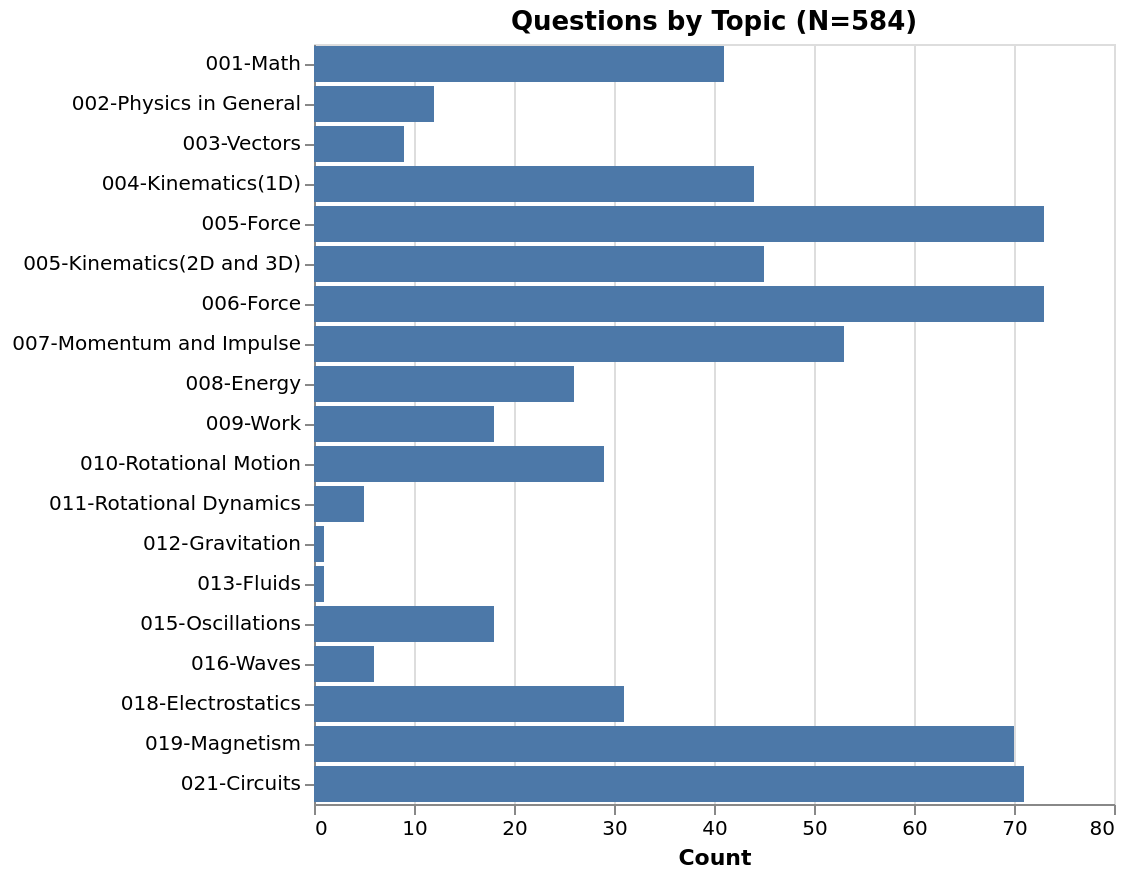 Questions by Topic (N=584)
001-Math
002-Physics in General
003-Vectors
004-Kinematics(1D)
005-Force
005-Kinematics(2D and 3D)
006-Force
007-Momentum and Impulse
008-Energy
009-Work
010-Rotational Motion
011-Rotational Dynamics
012-Gravitation
013-Fluids
015-Oscillations
016-Waves
018-Electrostatics
019-Magnetism
021-Circuits
0 10 20 30 40 50 60 70 80
Count